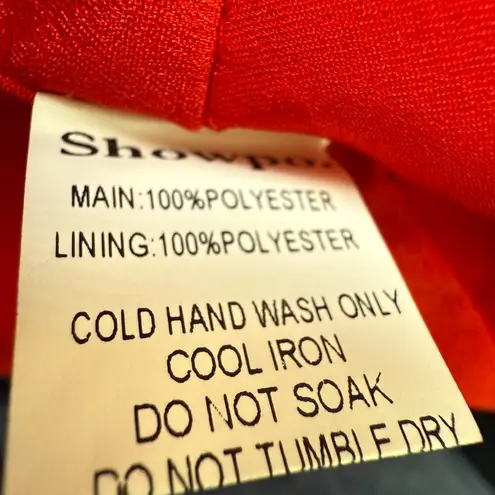 Showpo.
MAIN:100%POLYESTER
LINING:100%POLYESTER
COLD HAND WASH ONLY
COOL IRON
DO NOT SOAK
DO NOT TUMBLE DRY